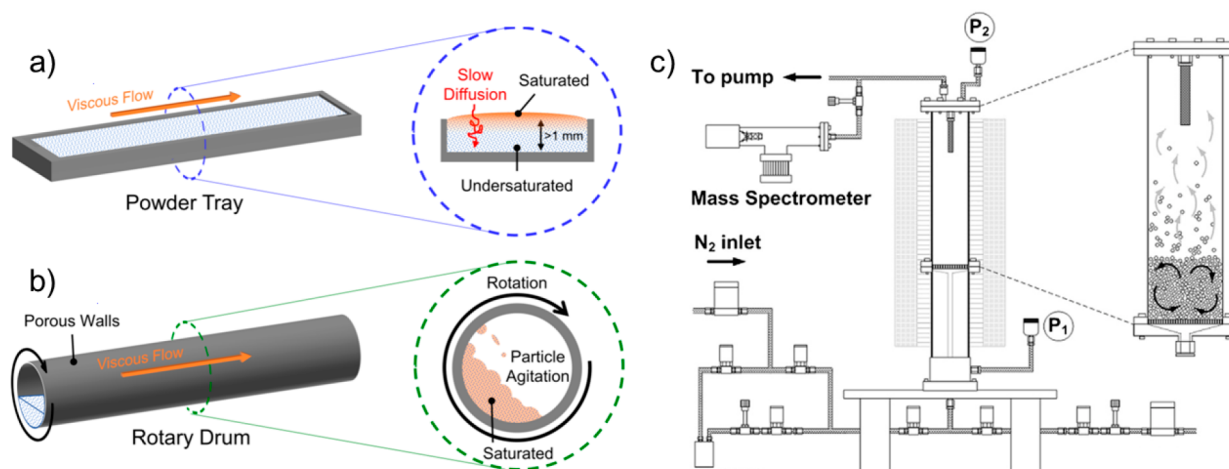 a)
Viscous Flow
Powder Tray
Slow
Diffusion
Saturated
>1 mm
Undersaturated
b)
Porous Walls
Viscous Flow
Rotary Drum
Rotation
Particle
Agitation
Saturated
c)
To pump
P2
Mass Spectrometer
N2 inlet
P1